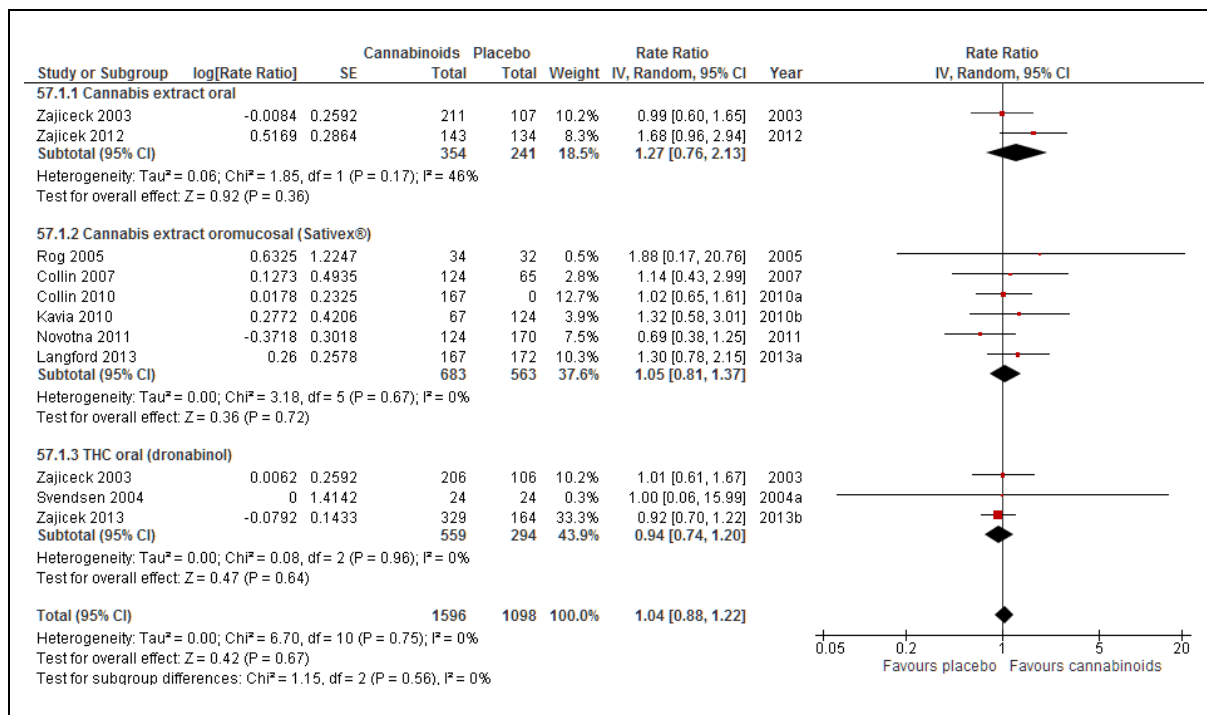 Cannabinoids Placebo Rate Ratio Rate Ratio
Study or Subgroup log[Rate Ratio] SE Total Total Weight IV, Random, 95% CI Year IV, Random, 95% CI
57.1.1 Cannabis extract oral
Zajiceck 2003 -0.0084 0.2592 211 107 10.2% 0.99 [0.60, 1.65] 2003
Zajicek 2012 0.5169 0.2864 143 134 8.3% 1.68 [0.96, 2.94] 2012
Subtotal (95% CI) 354 241 18.5% 1.27 [0.76, 2.13]
Heterogeneity: Tau² = 0.06; Chi² = 1.85, df = 1 (P = 0.17); I² = 46%
Test for overall effect: Z = 0.92 (P = 0.36)
57.1.2 Cannabis extract oromucosal (Sativex®)
Rog 2005 0.6325 1.2247 34 32 0.5% 1.88 [0.17, 20.76] 2005
Collin 2007 0.1273 0.4935 124 65 2.8% 1.14 [0.43, 2.99] 2007
Collin 2010 0.0178 0.2325 167 0 12.7% 1.02 [0.65, 1.61] 2010a
Kavia 2010 0.2772 0.4206 67 124 3.9% 1.32 [0.58, 3.01] 2010b
Novotna 2011 -0.3718 0.3018 124 170 7.5% 0.69 [0.38, 1.25] 2011
Langford 2013 0.26 0.2578 167 172 10.3% 1.30 [0.78, 2.15] 2013a
Subtotal (95% CI) 683 563 37.6% 1.05 [0.81, 1.37]
Heterogeneity: Tau² = 0.00; Chi² = 3.18, df = 5 (P = 0.67); I² = 0%
Test for overall effect: Z = 0.36 (P = 0.72)
57.1.3 THC oral (dronabinol)
Zajiceck 2003 0.0062 0.2592 206 106 10.2% 1.01 [0.61, 1.67] 2003
Svendsen 2004 0 1.4142 24 24 0.3% 1.00 [0.06, 15.99] 2004a
Zajicek 2013 -0.0792 0.1433 329 164 33.3% 0.92 [0.70, 1.22] 2013b
Subtotal (95% CI) 559 294 43.9% 0.94 [0.74, 1.20]
Heterogeneity: Tau² = 0.00; Chi² = 0.08, df = 2 (P = 0.96); I² = 0%
Test for overall effect: Z = 0.47 (P = 0.64)
Total (95% CI) 1596 1098 100.0% 1.04 [0.88, 1.22]
Heterogeneity: Tau² = 0.00; Chi² = 6.70, df = 10 (P = 0.75); I² = 0%
Test for overall effect: Z = 0.42 (P = 0.67)
Test for subgroup differences: Chi² = 1.15, df = 2 (P = 0.56), I² = 0%
0.05 0.2 1 5 20
Favours placebo Favours cannabinoids